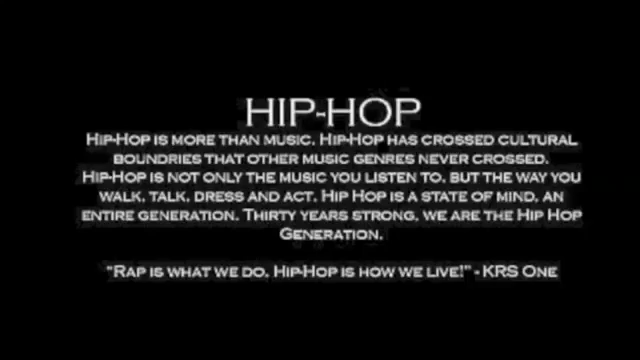 HIP-HOP
HIP-HOP IS MORE THAN MUSIC. HIP-HOP HAS CROSSED CULTURAL
BOUNDRIES THAT OTHER MUSIC GENRES NEVER CROSSED.
HIP-HOP IS NOT ONLY THE MUSIC YOU LISTEN TO, BUT THE WAY YOU
WALK, TALK, DRESS AND ACT. HIP HOP IS A STATE OF MIND, AN
ENTIRE GENERATION. THIRTY YEARS STRONG, WE ARE THE HIP HOP
GENERATION.
"RAP IS WHAT WE DO, HIP-HOP IS HOW WE LIVE!" - KRS ONE